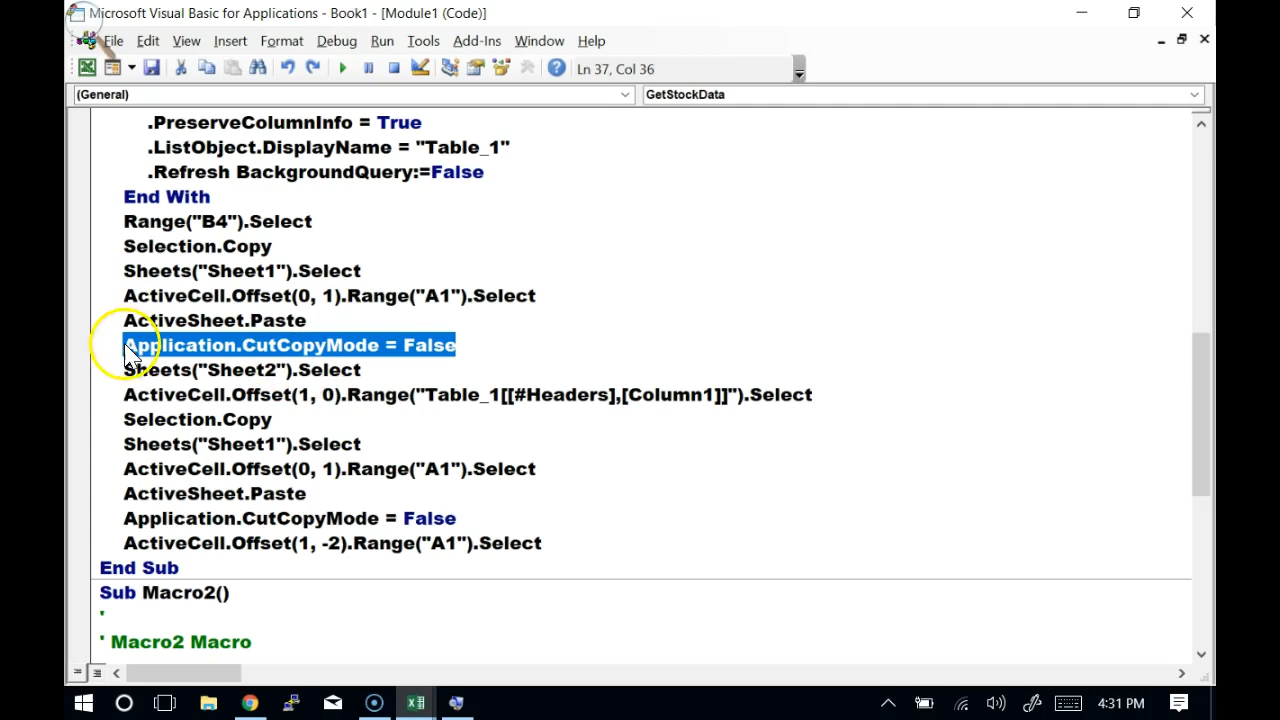 Microsoft Visual Basic for Applications - Book1 - [Module1 (Code)]
File Edit View Insert Format Debug Run Tools Add-Ins Window Help
Ln 37, Col 36
(General) GetStockData
.PreserveColumnInfo = True
.ListObject.DisplayName = "Table_1"
.Refresh BackgroundQuery:=False
End With
Range("B4").Select
Selection.Copy
Sheets("Sheet1").Select
ActiveCell.Offset(0, 1).Range("A1").Select
ActiveSheet.Paste
Application.CutCopyMode = False
Sheets("Sheet2").Select
ActiveCell.Offset(1, 0).Range("Table_1[[#Headers],[Column1]]").Select
Selection.Copy
Sheets("Sheet1").Select
ActiveCell.Offset(0, 1).Range("A1").Select
ActiveSheet.Paste
Application.CutCopyMode = False
ActiveCell.Offset(1, -2).Range("A1").Select
End Sub
Sub Macro2()
'
' Macro2 Macro
4:31 PM